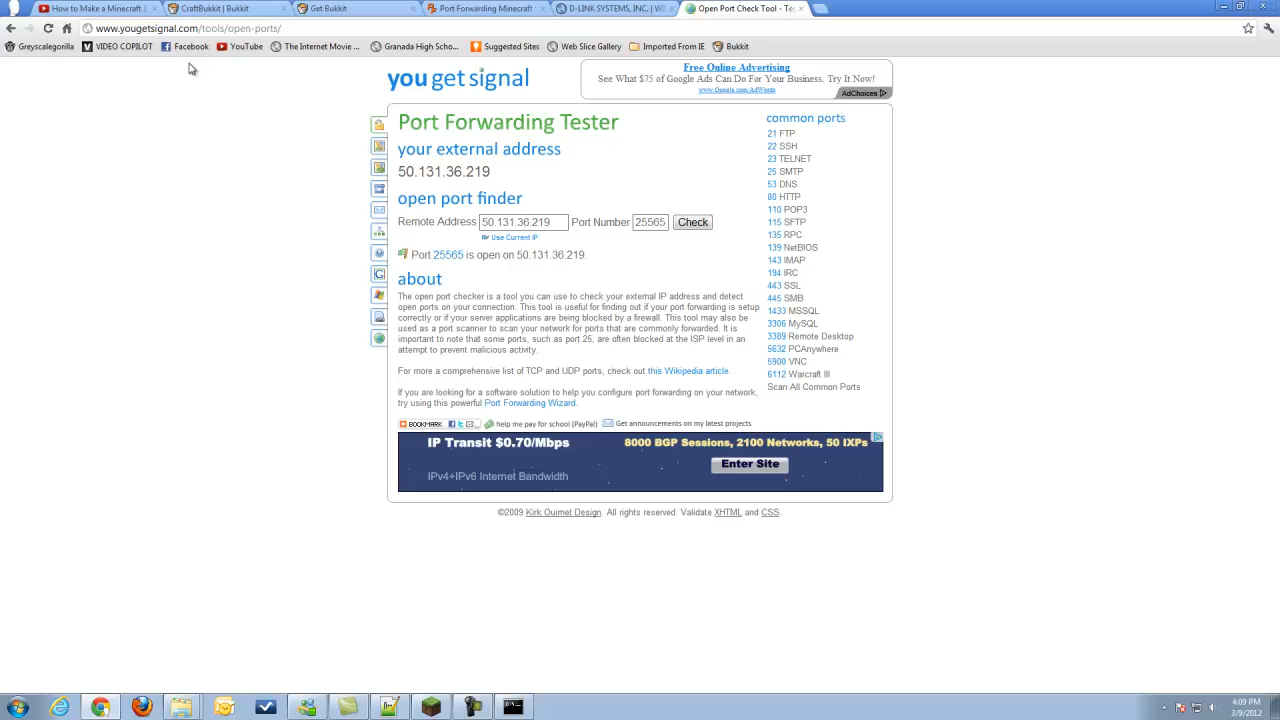 How to Make a Minecraft
CraftBukkit | Bukkit
Get Bukkit
Port Forwarding Minecraft
D-LINK SYSTEMS, INC. | W
Open Port Check Tool - Tes
www.yougetsignal.com/tools/open-ports/
Greyscalegorilla
VIDEO COPILOT
Facebook
YouTube
The Internet Movie ...
Granada High Scho...
Suggested Sites
Web Slice Gallery
Imported From IE
Bukkit
you get signal
Free Online Advertising
See What $75 of Google Ads Can Do For Your Business. Try It Now!
AdChoices
Port Forwarding Tester
your external address
50.131.36.219
open port finder
Remote Address 50.131.36.219 Port Number 25565 Check
Use Current IP
Port 25565 is open on 50.131.36.219.
about
The open port checker is a tool you can use to check your external IP address and detect
open ports on your connection. This tool is useful for finding out if your port forwarding is setup
correctly or if your server applications are being blocked by a firewall. This tool may also be
used as a port scanner to scan your network for ports that are commonly forwarded. It is
important to note that some ports, such as port 25, are often blocked at the ISP level in an
attempt to prevent malicious activity.
For more a comprehensive list of TCP and UDP ports, check out this Wikipedia article.
If you are looking for a software solution to help you configure port forwarding on your network,
try using this powerful Port Forwarding Wizard.
BOOKMARK
help me pay for school (PayPal)
Get announcements on my latest projects
common ports
21 FTP
22 SSH
23 TELNET
25 SMTP
53 DNS
80 HTTP
110 POP3
115 SFTP
135 RPC
139 NetBIOS
143 IMAP
194 IRC
443 SSL
445 SMB
1433 MSSQL
3306 MySQL
3389 Remote Desktop
5632 PCAnywhere
5900 VNC
6112 Warcraft III
Scan All Common Ports
IP Transit $0.70/Mbps
8000 BGP Sessions, 2100 Networks, 50 IXPs
Enter Site
IPv4+IPv6 Internet Bandwidth
©2009 Kirk Ouimet Design. All rights reserved. Validate XHTML and CSS.
4:09 PM
3/9/2012